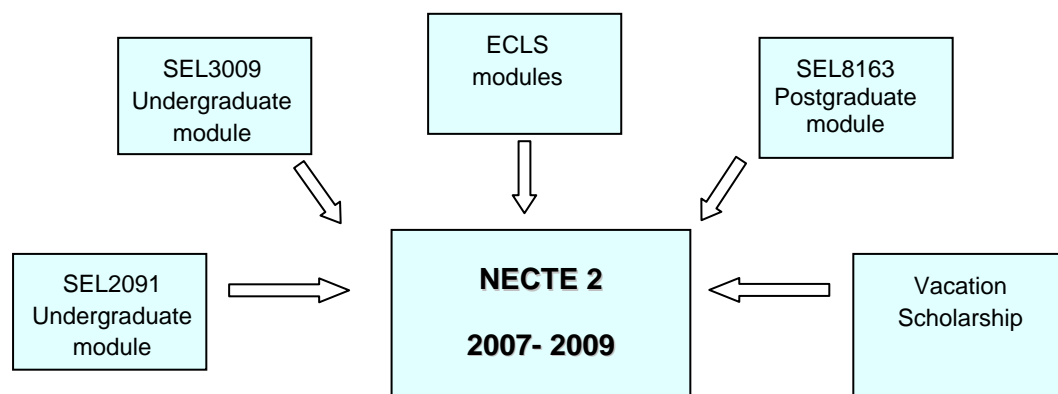 SEL3009
Undergraduate
module
ECLS
modules
SEL8163
Postgraduate
module
SEL2091
Undergraduate
module
NECTE 2
2007- 2009
Vacation
Scholarship